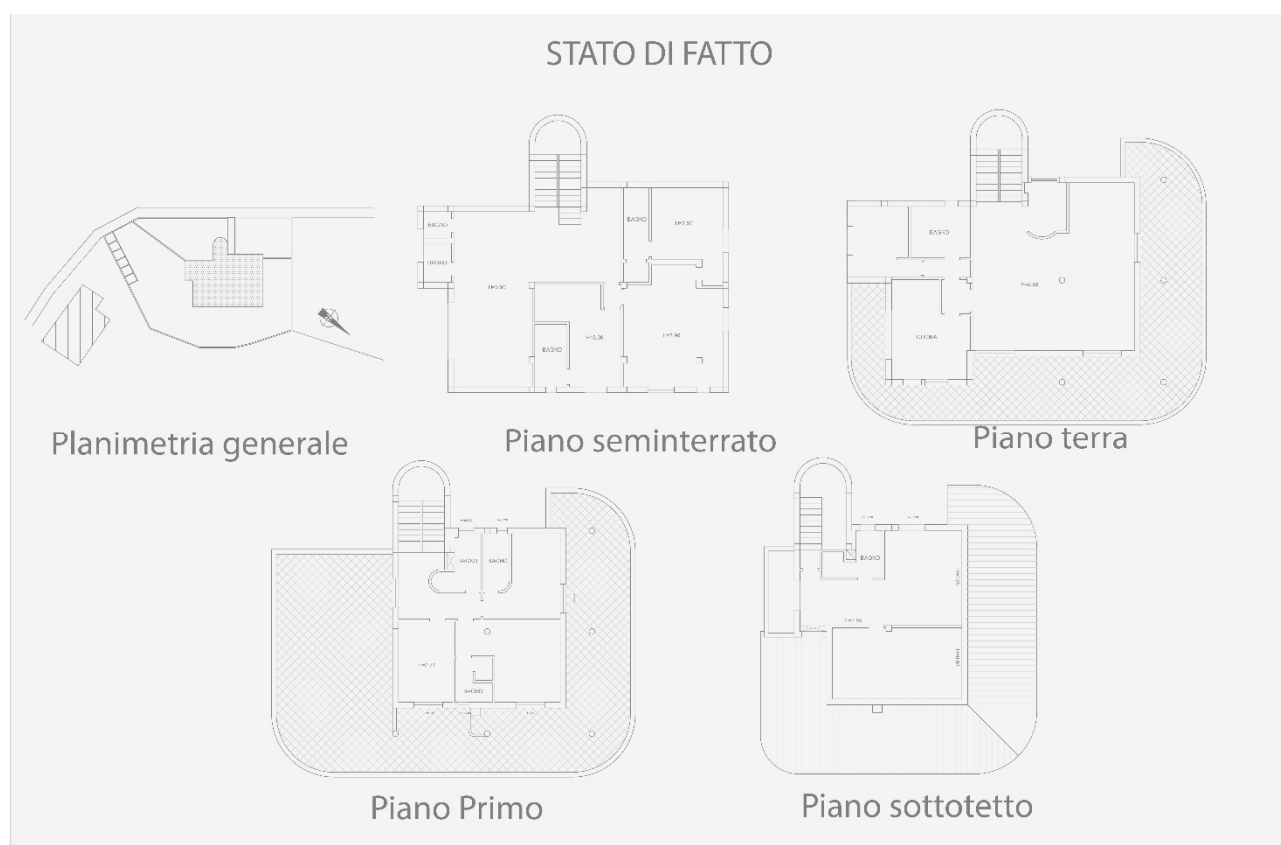 STATO DI FATTO
BAGNO
BAGNO
BAGNO
BAGNO
Planimetria generale
Piano seminterrato
BAGNO
CUCINA
Piano terra
BAGNO
BAGNO
BAGNO
Piano Primo
BAGNO
Piano sottotetto